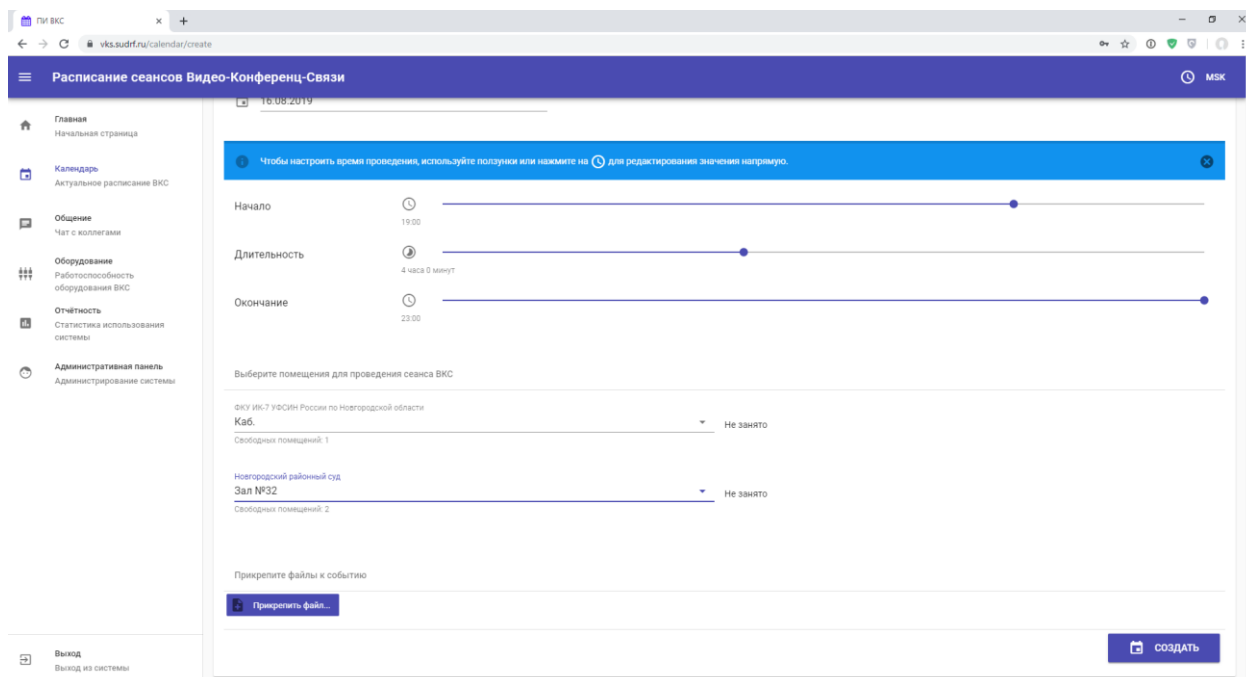 ПИ ВКС
vks.sudrf.ru/calendar/create
Расписание сеансов Видео-Конференц-Связи
MSK
Главная
Начальная страница
Календарь
Актуальное расписание ВКС
Общение
Чат с коллегами
Оборудование
Работоспособность
оборудования ВКС
Отчётность
Статистика использования
системы
Административная панель
Администрирование системы
Выход
Выход из системы
16.08.2019
Чтобы настроить время проведения, используйте ползунки или нажмите на для редактирования значения напрямую.
Начало
19:00
Длительность
4 часа 0 минут
Окончание
23:00
Выберите помещения для проведения сеанса ВКС
ФКУ ИК-7 УФСИН России по Новгородской области
Каб.
Не занято
Свободных помещений: 1
Новгородский районный суд
Зал №32
Не занято
Свободных помещений: 2
Прикрепите файлы к событию
Прикрепить файл...
СОЗДАТЬ